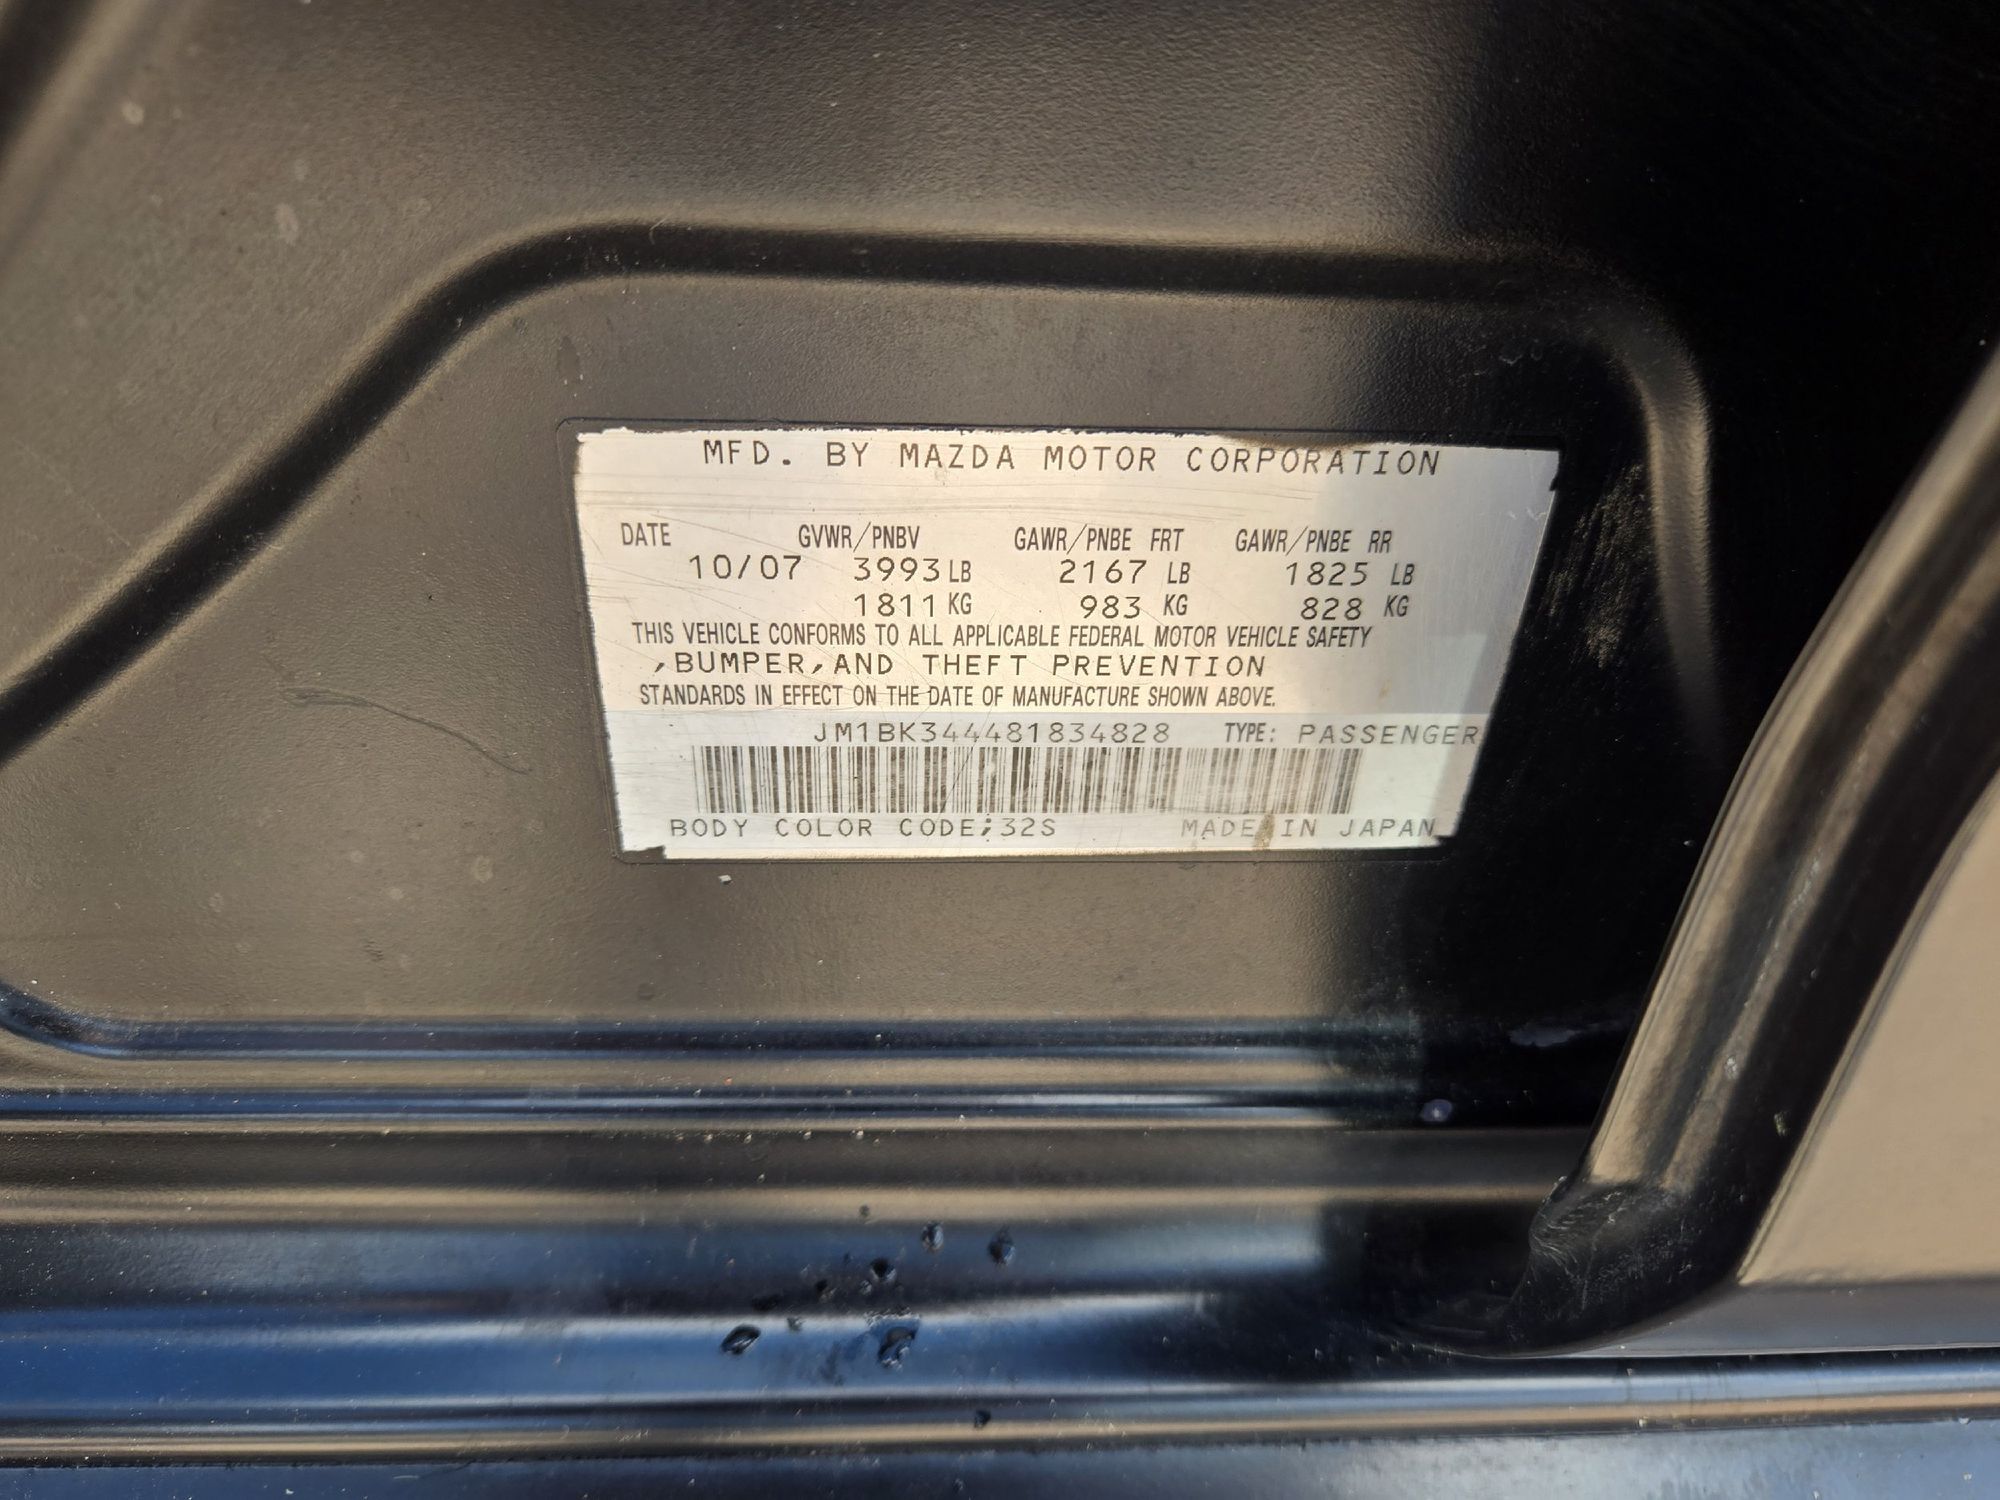 MFD. BY MAZDA MOTOR CORPORATION
DATE GVWR/PNBV GAWR/PNBE FRT GAWR/PNBE RR
10/07 3993 LB 2167 LB 1825 LB
1811 KG 983 KG 828 KG
THIS VEHICLE CONFORMS TO ALL APPLICABLE FEDERAL MOTOR VEHICLE SAFETY
,BUMPER,AND THEFT PREVENTION
STANDARDS IN EFFECT ON THE DATE OF MANUFACTURE SHOWN ABOVE.
JM1BK344481834828 TYPE: PASSENGER
BODY COLOR CODE;32S MADE IN JAPAN